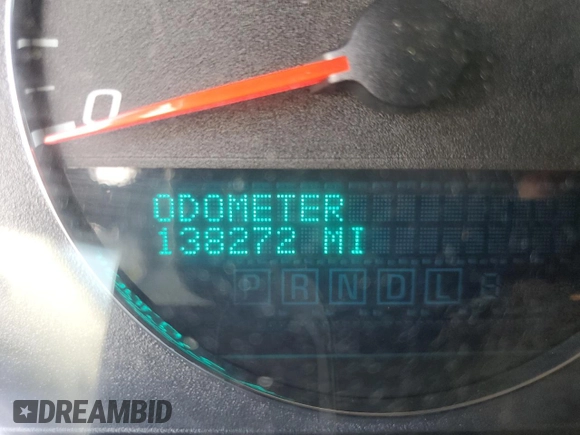 0
ODOMETER
138272 MI
P R N D L
DREAMBID